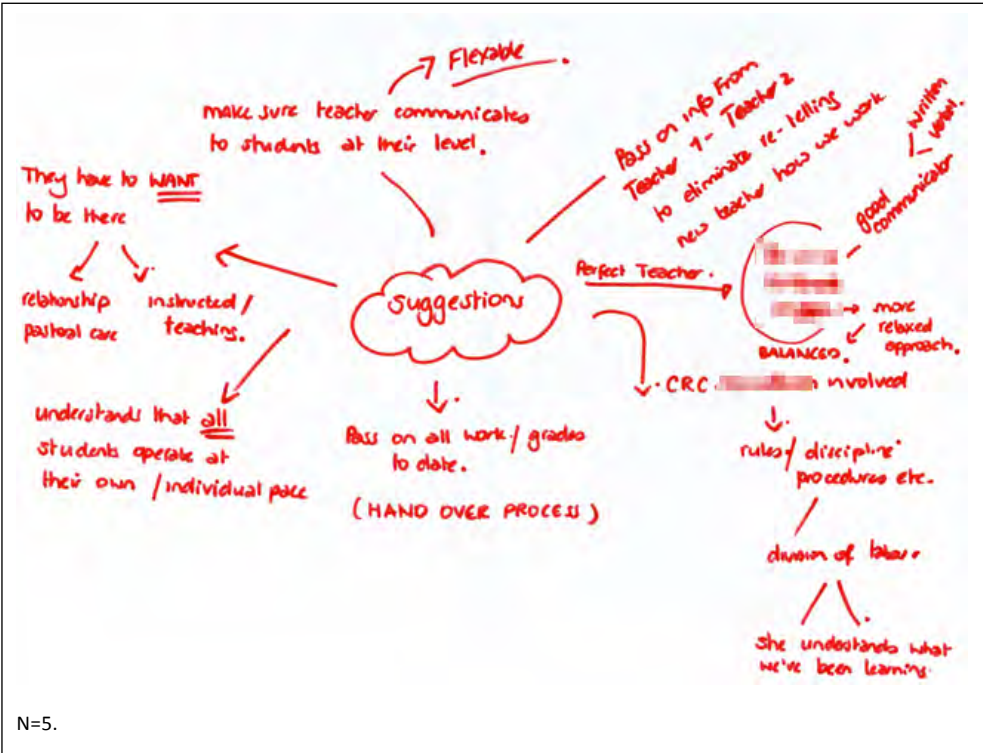 Flexable.
make sure teacher communicates
to students at their level.
Pass on info from
Teacher 1 - Teacher 2
to eliminate re-telling
new teacher how we work
written
verbal.
good
communicator
They have to WANT
to be there
relationship
pastoral care
instructed/
teaching.
suggestions
Perfect Teacher.
more
relaxed
approach.
BALANCED.
CRC involved
understands that all
students operate at
their own / individual pace
Pass on all work / grades
to date.
(HAND OVER PROCESS)
rules / discipline
procedures etc.
division of labour
she understands what
we've been learning.
N=5.